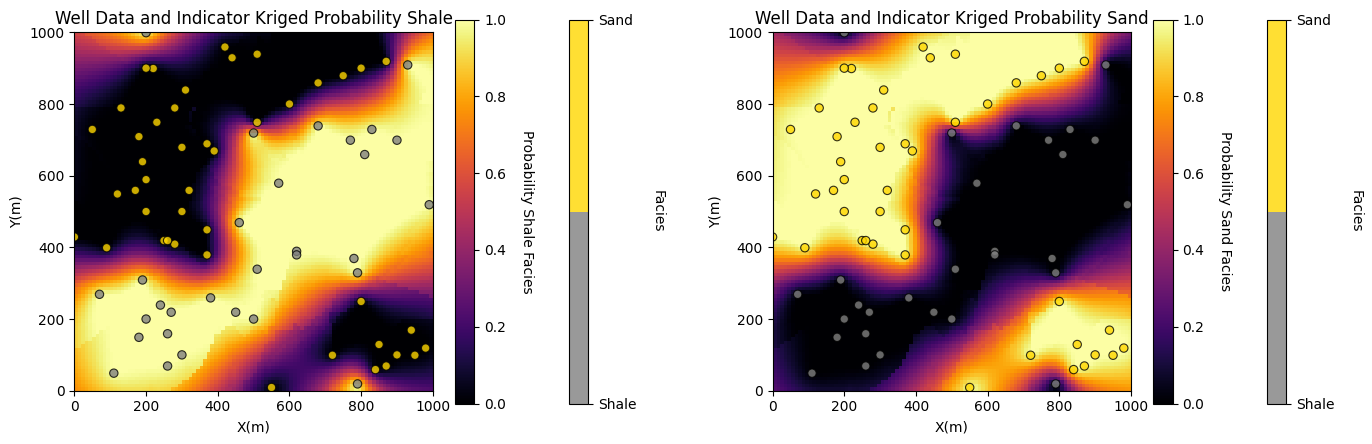 Well Data and Indicator Kriged Probability Shale
1000
800
600
400
200
0
Y(m)
0 200 400 600 800 1000
X(m)
1.0
0.8
0.6
0.4
0.2
0.0
Probability Shale Facies
Sand
Shale
Facies
Well Data and Indicator Kriged Probability Sand
1000
800
600
400
200
0
Y(m)
0 200 400 600 800 1000
X(m)
1.0
0.8
0.6
0.4
0.2
0.0
Probability Sand Facies
Sand
Shale
Facies